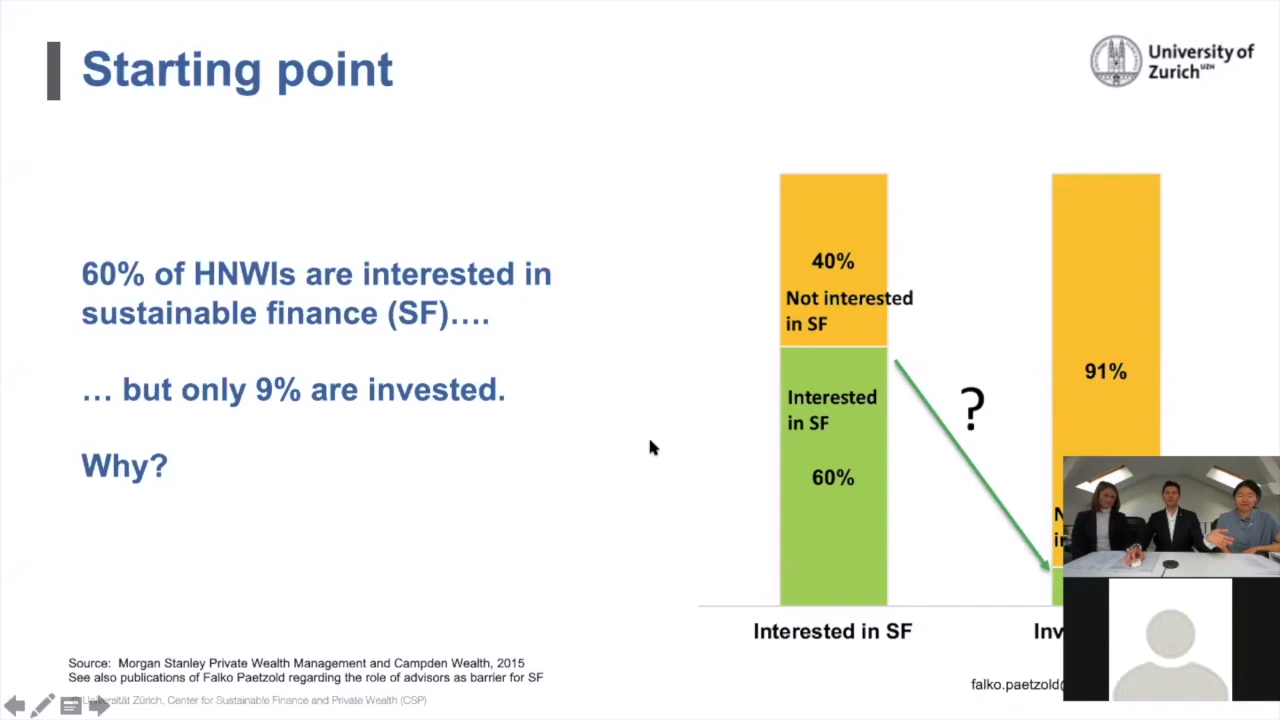 Starting point
University of
Zurich UZH
60% of HNWIs are interested in
sustainable finance (SF)….
… but only 9% are invested.
Why?
40%
Not interested
in SF
Interested
in SF
60%
?
91%
Interested in SF
Source: Morgan Stanley Private Wealth Management and Campden Wealth, 2015
See also publications of Falko Paetzold regarding the role of advisors as barrier for SF
Universität Zürich, Center for Sustainable Finance and Private Wealth (CSP)
falko.paetzold@